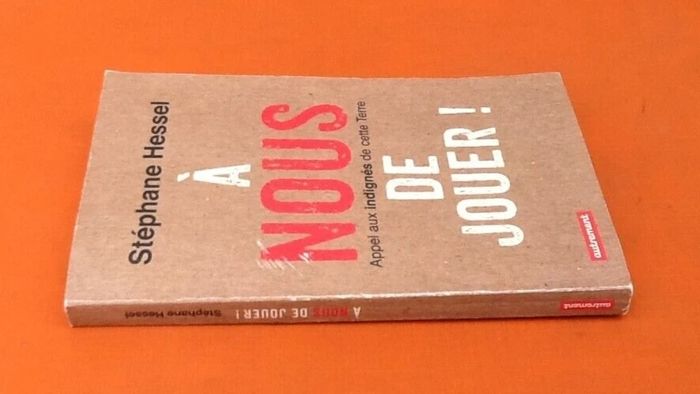 Stéphane Hessel
À
NOUS
Appel aux indignés de cette Terre
DE
JOUER !
autrement
Stéphane Hessel
À NOUS DE JOUER !
autrement